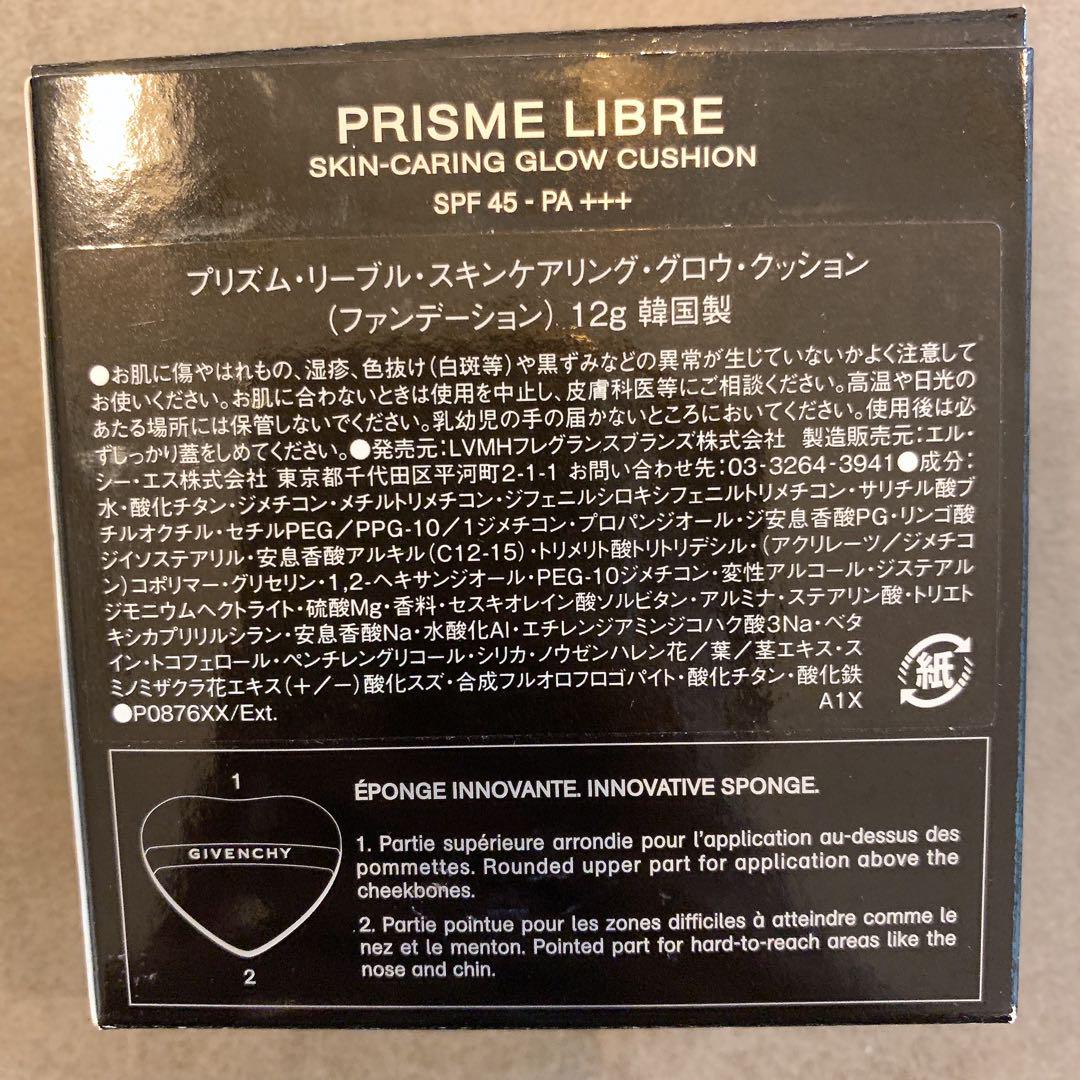 PRISME LIBRE
SKIN-CARING GLOW CUSHION
SPF 45 - PA +++
プリズム・リーブル・スキンケアリング・グロウ・クッション
(ファンデーション) 12g 韓国製
●お肌に傷やはれもの、湿疹、色抜け(白斑等)や黒ずみなどの異常が生じていないかよく注意して
お使いください。お肌に合わないときは使用を中止し、皮膚科医等にご相談ください。高温や日光の
あたる場所には保管しないでください。乳幼児の手の届かないところにおいてください。使用後は必
ずしっかり蓋をしめてください。●発売元:LVMHフレグランスブランズ株式会社 製造販売元:エル・
シー・エス株式会社 東京都千代田区平河町2-1-1 お問い合わせ先:03-3264-3941●成分:
水・酸化チタン・ジメチコン・メチルトリメチコン・ジフェニルシロキシフェニルトリメチコン・サリチル酸ブ
チルオクチル・セチルPEG/PPG-10/1ジメチコン・プロパンジオール・ジ安息香酸PG・リンゴ酸
ジイソステアリル・安息香酸アルキル(C12-15)・トリメリト酸トリトリデシル・(アクリレーツ/ジメチコ
ン)コポリマー・グリセリン・1,2-ヘキサンジオール・PEG-10ジメチコン・変性アルコール・ジステアル
ジモニウムヘクトライト・硫酸Mg・香料・セスキオレイン酸ソルビタン・アルミナ・ステアリン酸・トリエト
キシカプリリルシラン・安息香酸Na・水酸化Al・エチレンジアミンジコハク酸3Na・ベタ
イン・トコフェロール・ペンチレングリコール・シリカ・ノウゼンハレン花/葉/茎エキス・ス
ミノミザクラ花エキス(+/-)酸化スズ・合成フルオロフロゴパイト・酸化チタン・酸化鉄
A1X
●P0876XX/Ext.
紙
1
GIVENCHY
2
ÉPONGE INNOVANTE. INNOVATIVE SPONGE.
1. Partie supérieure arrondie pour l'application au-dessus des
pommettes. Rounded upper part for application above the
cheekbones.
2. Partie pointue pour les zones difficiles à atteindre comme le
nez et le menton. Pointed part for hard-to-reach areas like the
nose and chin.